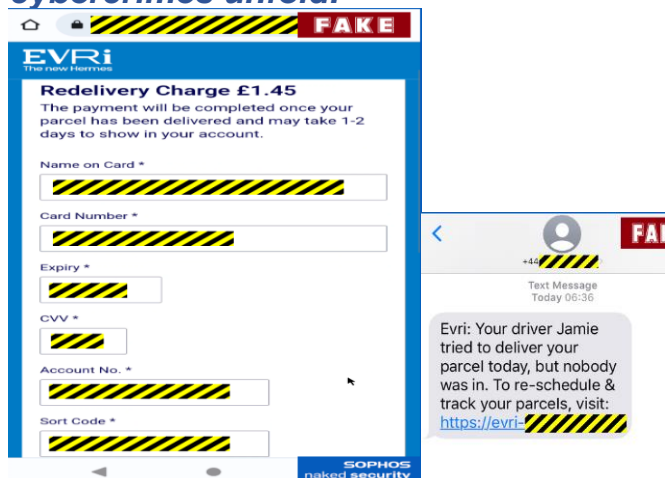 cybercrimes unfold.
FAKE
EVRi
The new Hermes
Redelivery Charge £1.45
The payment will be completed once your
parcel has been delivered and may take 1-2
days to show in your account.
Name on Card *
Card Number *
Expiry *
CVV *
Account No. *
Sort Code *
SOPHOS
naked security
FAK
+44
Text Message
Today 06:36
Evri: Your driver Jamie
tried to deliver your
parcel today, but nobody
was in. To re-schedule &
track your parcels, visit:
https://evri-